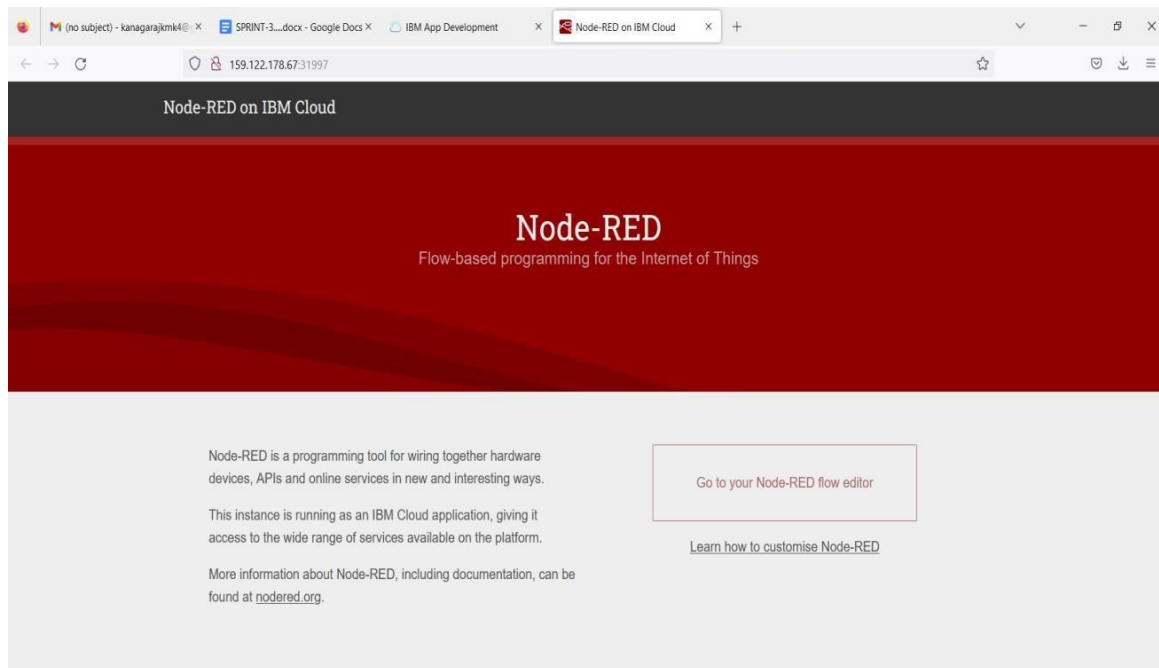 (no subject) - kanagarajkmk4@
SPRINT-3....docx - Google Docs
IBM App Development
Node-RED on IBM Cloud
159.122.178.67:31997
Node-RED on IBM Cloud
Node-RED
Flow-based programming for the Internet of Things
Node-RED is a programming tool for wiring together hardware
devices, APIs and online services in new and interesting ways.
This instance is running as an IBM Cloud application, giving it
access to the wide range of services available on the platform.
More information about Node-RED, including documentation, can be
found at nodered.org.
Go to your Node-RED flow editor
Learn how to customise Node-RED